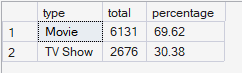 type total percentage
1 Movie 6131 69.62
2 TV Show 2676 30.38